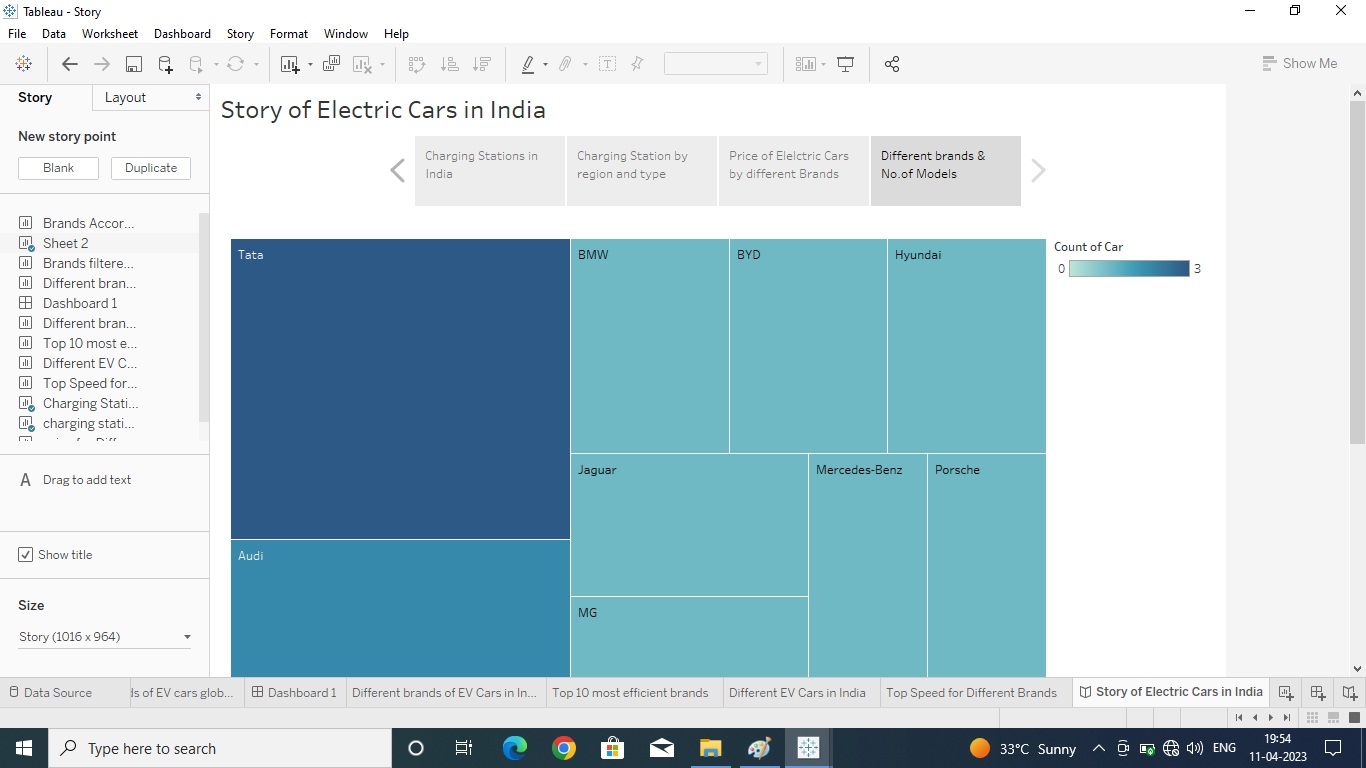 Tableau - Story
File Data Worksheet Dashboard Story Format Window Help
Show Me
Story
Layout
New story point
Blank
Duplicate
Brands Accor...
Sheet 2
Brands filtere...
Different bran...
Dashboard 1
Different bran...
Top 10 most e...
Different EV C...
Top Speed for...
Charging Stati...
charging stati...
A Drag to add text
Show title
Size
Story (1016 x 964)
Story of Electric Cars in India
Charging Stations in
India
Charging Station by
region and type
Price of Elelctric Cars
by different Brands
Different brands &
No.of Models
Tata
BMW
BYD
Hyundai
Audi
Jaguar
Mercedes-Benz
Porsche
MG
Count of Car
0
3
Data Source
ls of EV cars glob...
Dashboard 1
Different brands of EV Cars in In...
Top 10 most efficient brands
Different EV Cars in India
Top Speed for Different Brands
Story of Electric Cars in India
Type here to search
33°C Sunny
ENG
19:54
11-04-2023